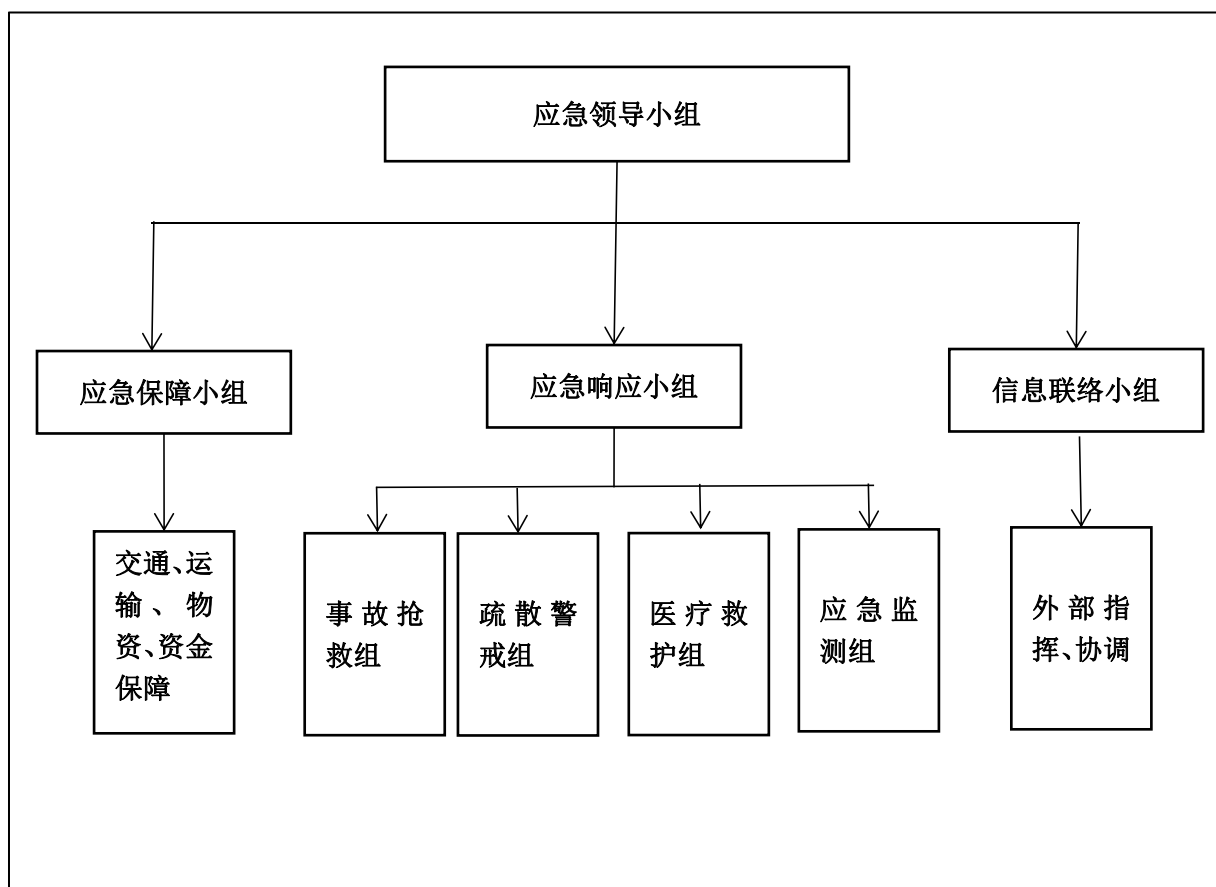 应急领导小组
应急保障小组
应急响应小组
信息联络小组
交通、运
输、物
资、资金
保障
事故抢
救组
疏散警
戒组
医疗救
护组
应急监
测组
外部指
挥、协调